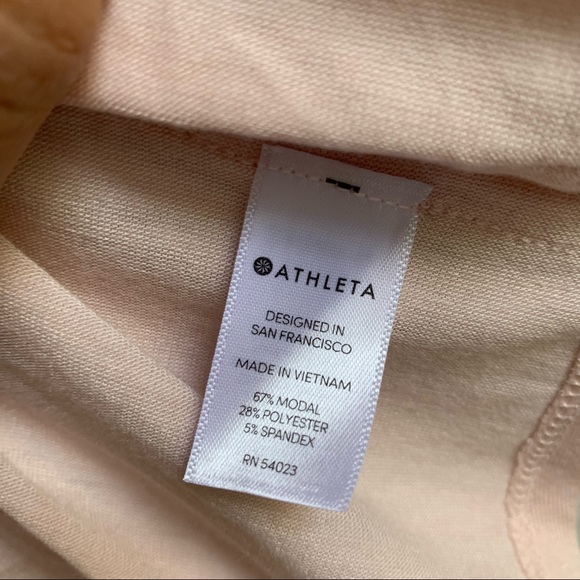 ATHLETA
DESIGNED IN
SAN FRANCISCO
MADE IN VIETNAM
67% MODAL
28% POLYESTER
5% SPANDEX
RN 54023